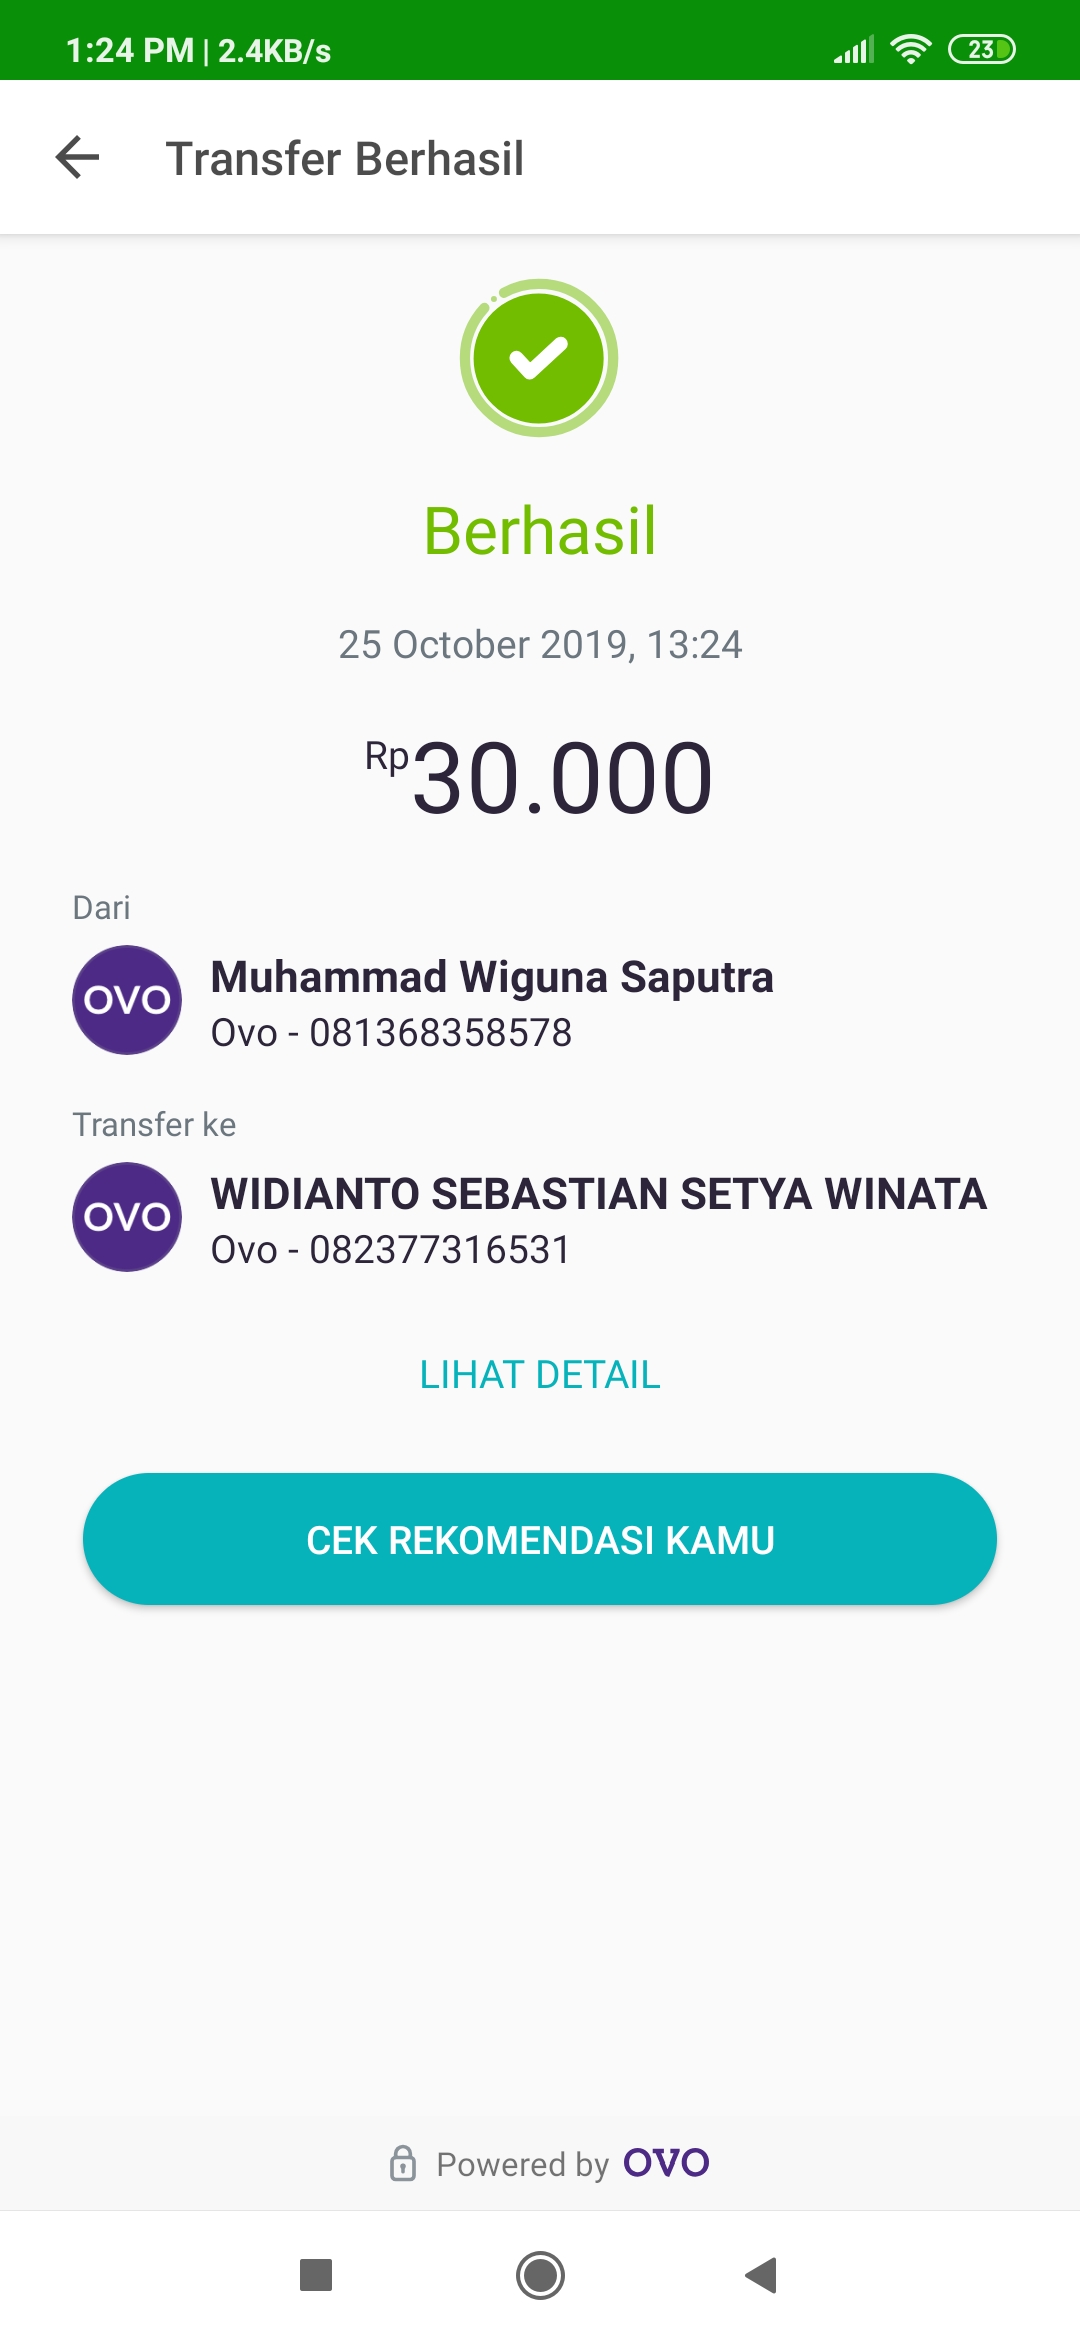 1:24 PM | 2.4KB/s 23
Transfer Berhasil
Berhasil
25 October 2019, 13:24
Rp30.000
Dari
OVO
Muhammad Wiguna Saputra
Ovo - 081368358578
Transfer ke
OVO
WIDIANTO SEBASTIAN SETYA WINATA
Ovo - 082377316531
LIHAT DETAIL
CEK REKOMENDASI KAMU
Powered by OVO